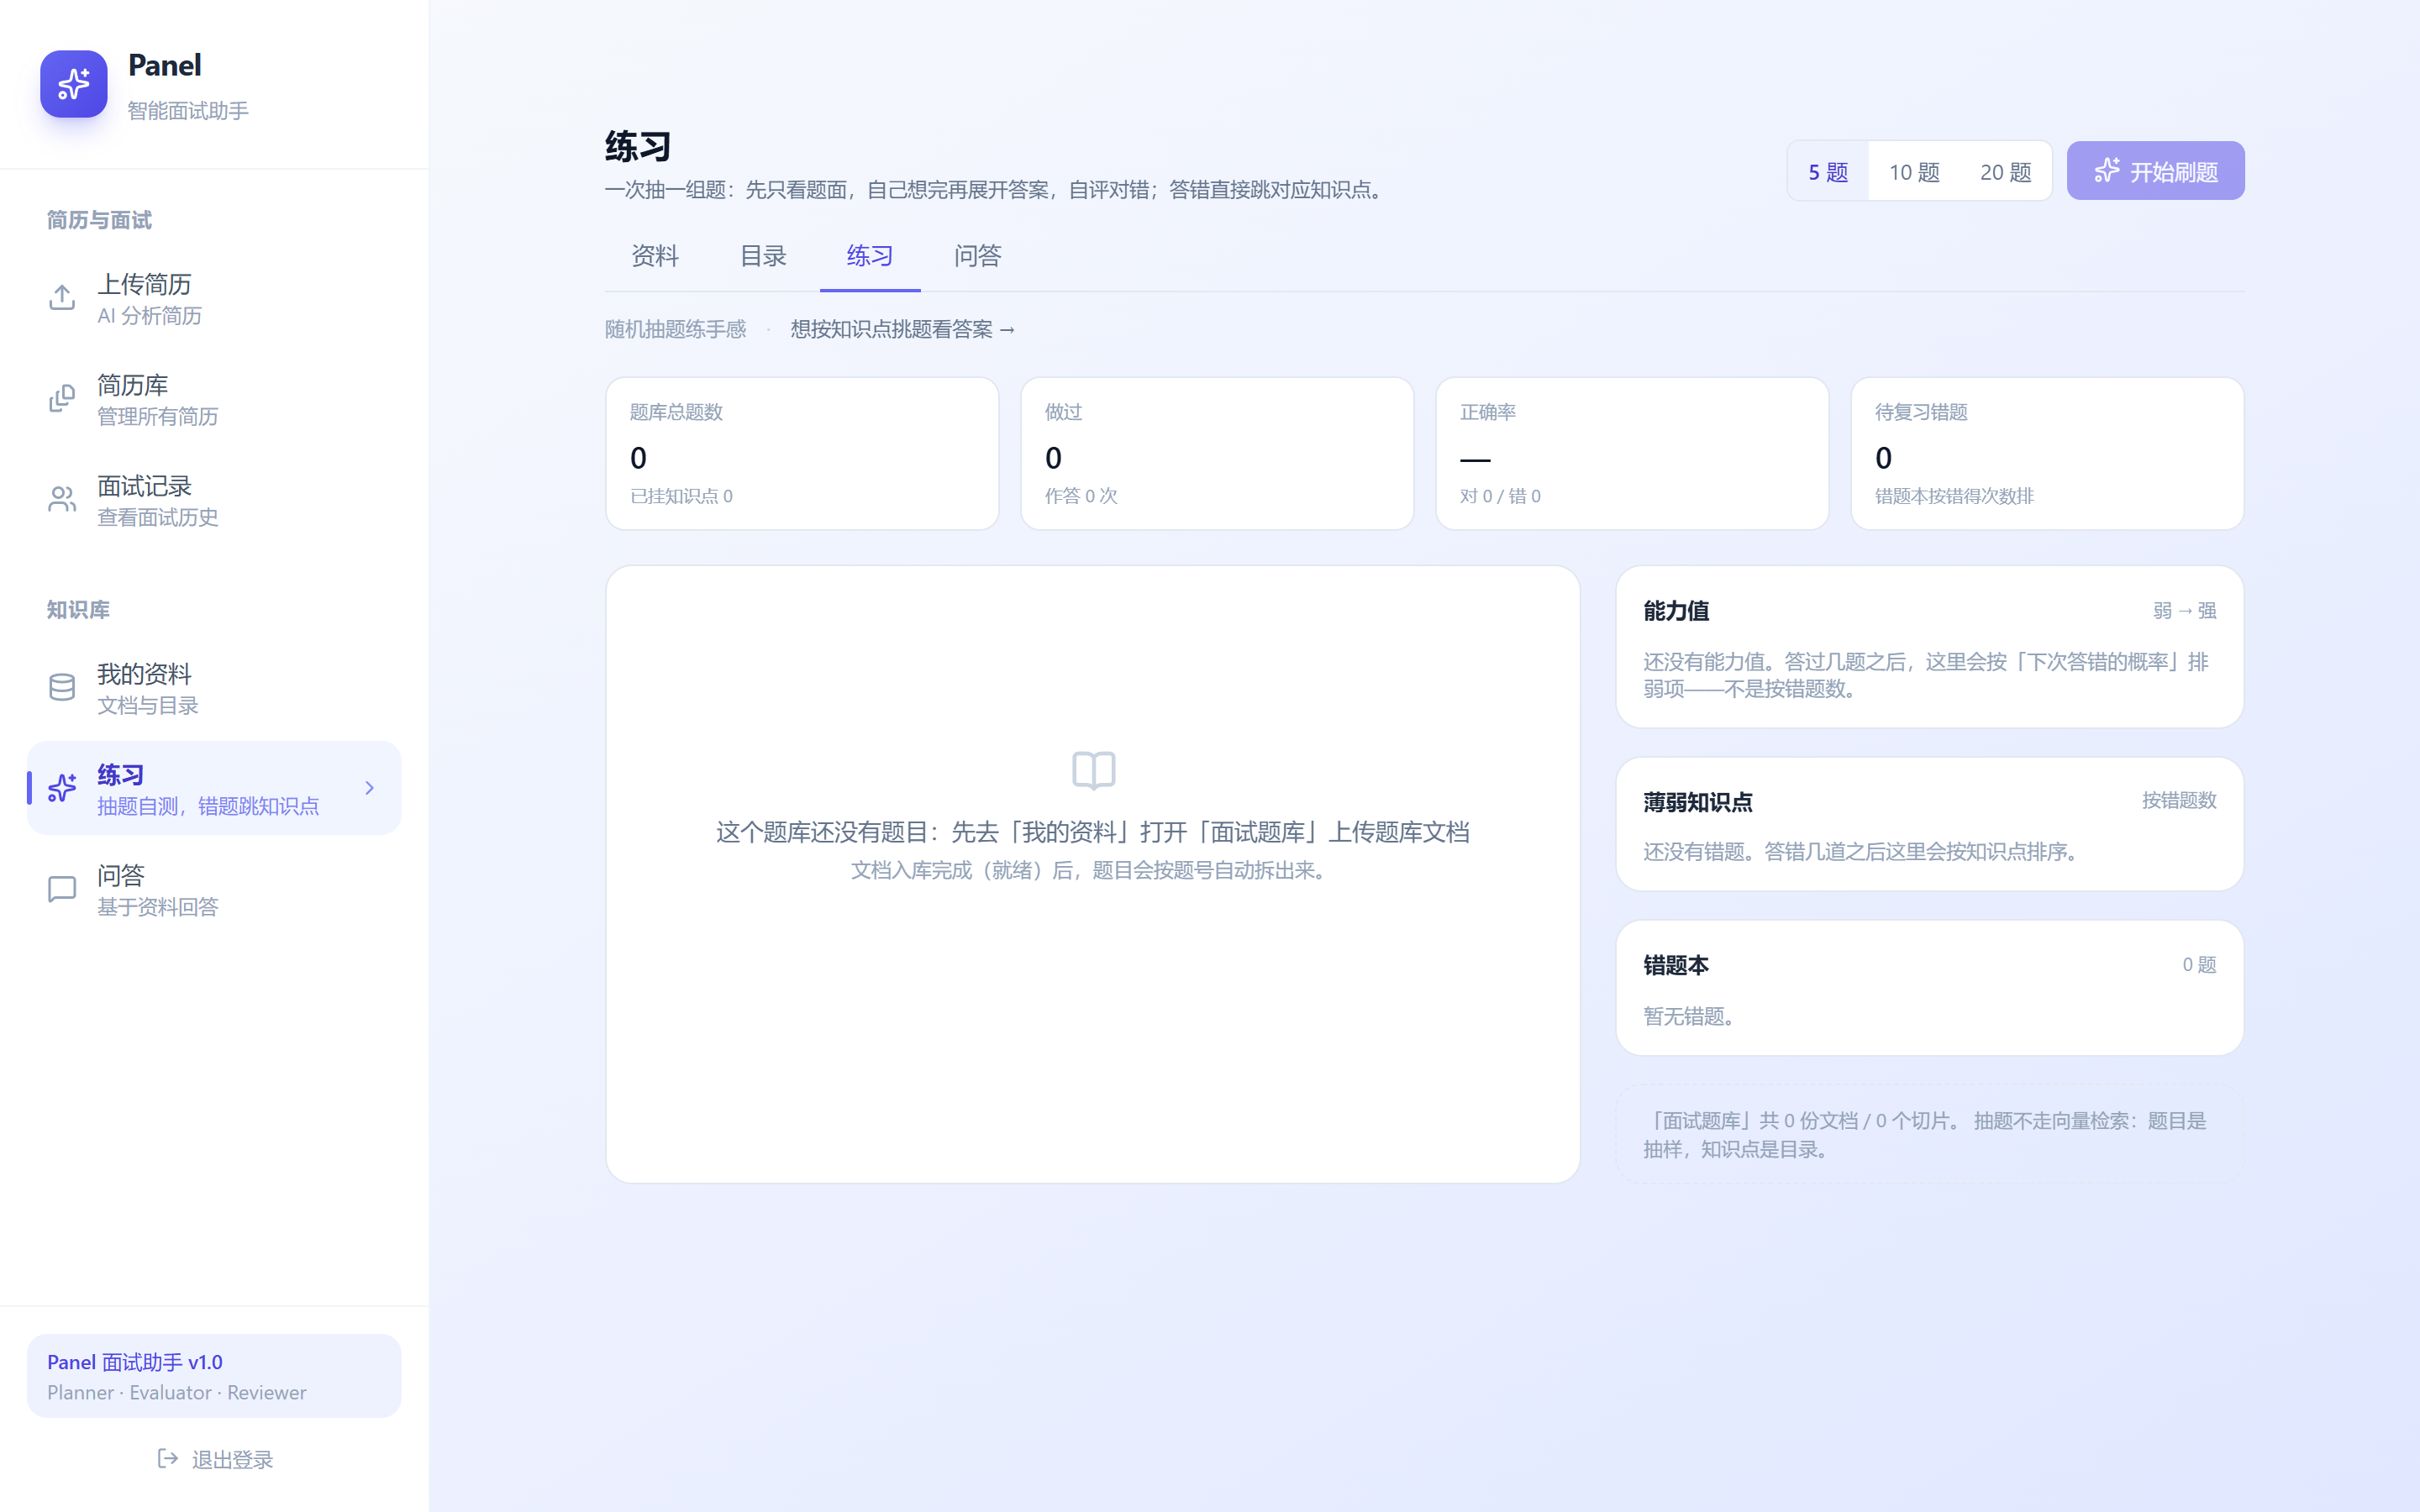 Panel
智能面试助手
简历与面试
上传简历
AI 分析简历
简历库
管理所有简历
面试记录
查看面试历史
知识库
我的资料
文档与目录
练习
抽题自测，错题跳知识点
问答
基于资料回答
Panel 面试助手 v1.0
Planner · Evaluator · Reviewer
退出登录
练习
一次抽一组题：先只看题面，自己想完再展开答案，自评对错；答错直接跳对应知识点。
5 题 10 题 20 题 开始刷题
资料 目录 练习 问答
随机抽题练手感 · 想按知识点挑题看答案 →
题库总题数
0
已挂知识点 0
做过
0
作答 0 次
正确率
—
对 0 / 错 0
待复习错题
0
错题本按错得次数排
这个题库还没有题目：先去「我的资料」打开「面试题库」上传题库文档
文档入库完成（就绪）后，题目会按题号自动拆出来。
能力值 弱 → 强
还没有能力值。答过几题之后，这里会按「下次答错的概率」排
弱项——不是按错题数。
薄弱知识点 按错题数
还没有错题。答错几道之后这里会按知识点排序。
错题本 0 题
暂无错题。
「面试题库」共 0 份文档 / 0 个切片。 抽题不走向量检索：题目是
抽样，知识点是目录。